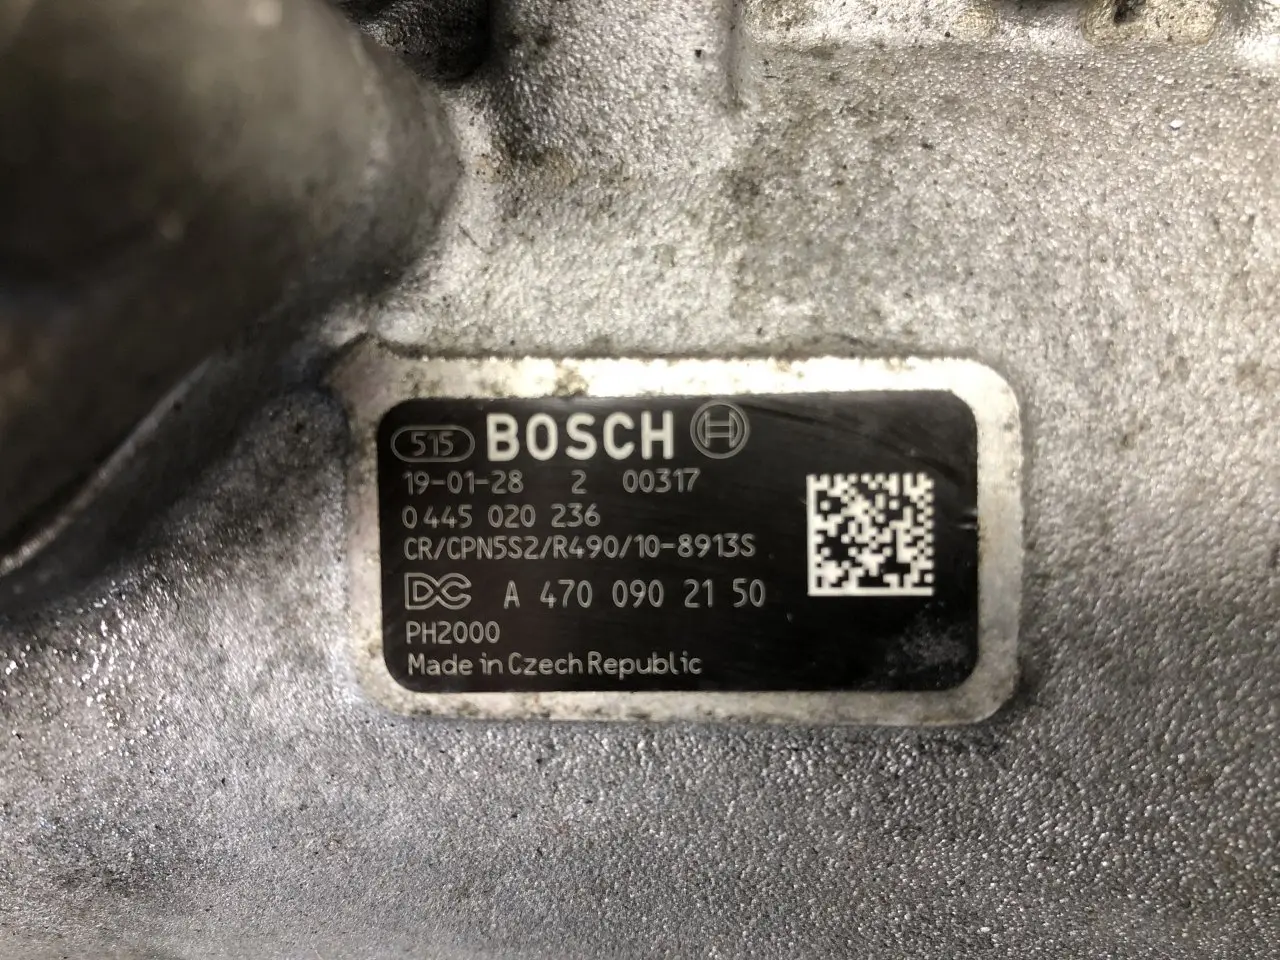 515 BOSCH
19-01-28 2 00317
0 445 020 236
CR/CPN5S2/R490/10-8913S
DC A 470 090 21 50
PH2000
Made in Czech Republic